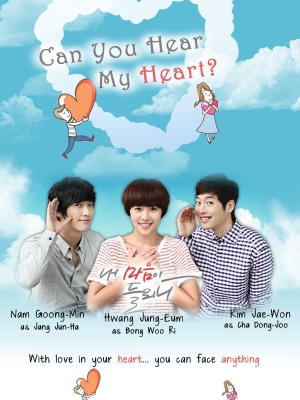 Can You Hear
My Heart?
내 마음이
들리니
Nam Goong-Min
as Jang Jun-Ha
Hwang Jung-Eum
as Bong Woo Ri
Kim Jae-Won
as Cha Dong-Joo
With love in your heart... you can face anything